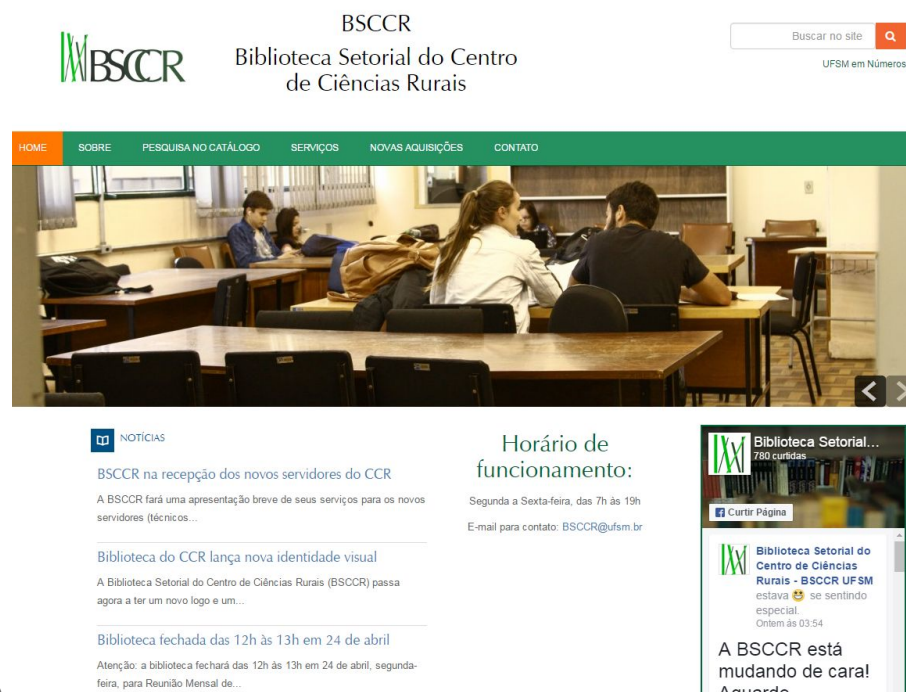 BSCCR
BSCCR
Biblioteca Setorial do Centro
de Ciências Rurais
Buscar no site
UFSM em Números
HOME SOBRE PESQUISA NO CATÁLOGO SERVIÇOS NOVAS AQUISIÇÕES CONTATO
NOTÍCIAS
BSCCR na recepção dos novos servidores do CCR
A BSCCR fará uma apresentação breve de seus serviços para os novos
servidores (técnicos...
Biblioteca do CCR lança nova identidade visual
A Biblioteca Setorial do Centro de Ciências Rurais (BSCCR) passa
agora a ter um novo logo e um...
Biblioteca fechada das 12h às 13h em 24 de abril
Atenção: a biblioteca fechará das 12h às 13h em 24 de abril, segunda-
feira, para Reunião Mensal de...
Horário de
funcionamento:
Segunda a Sexta-feira, das 7h às 19h
E-mail para contato: BSCCR@ufsm.br
Biblioteca Setorial...
780 curtidas
Curtir Página
Biblioteca Setorial do
Centro de Ciências
Rurais - BSCCR UFSM
estava 😄 se sentindo
especial.
Ontem às 03:54
A BSCCR está
mudando de cara!
Aguarde